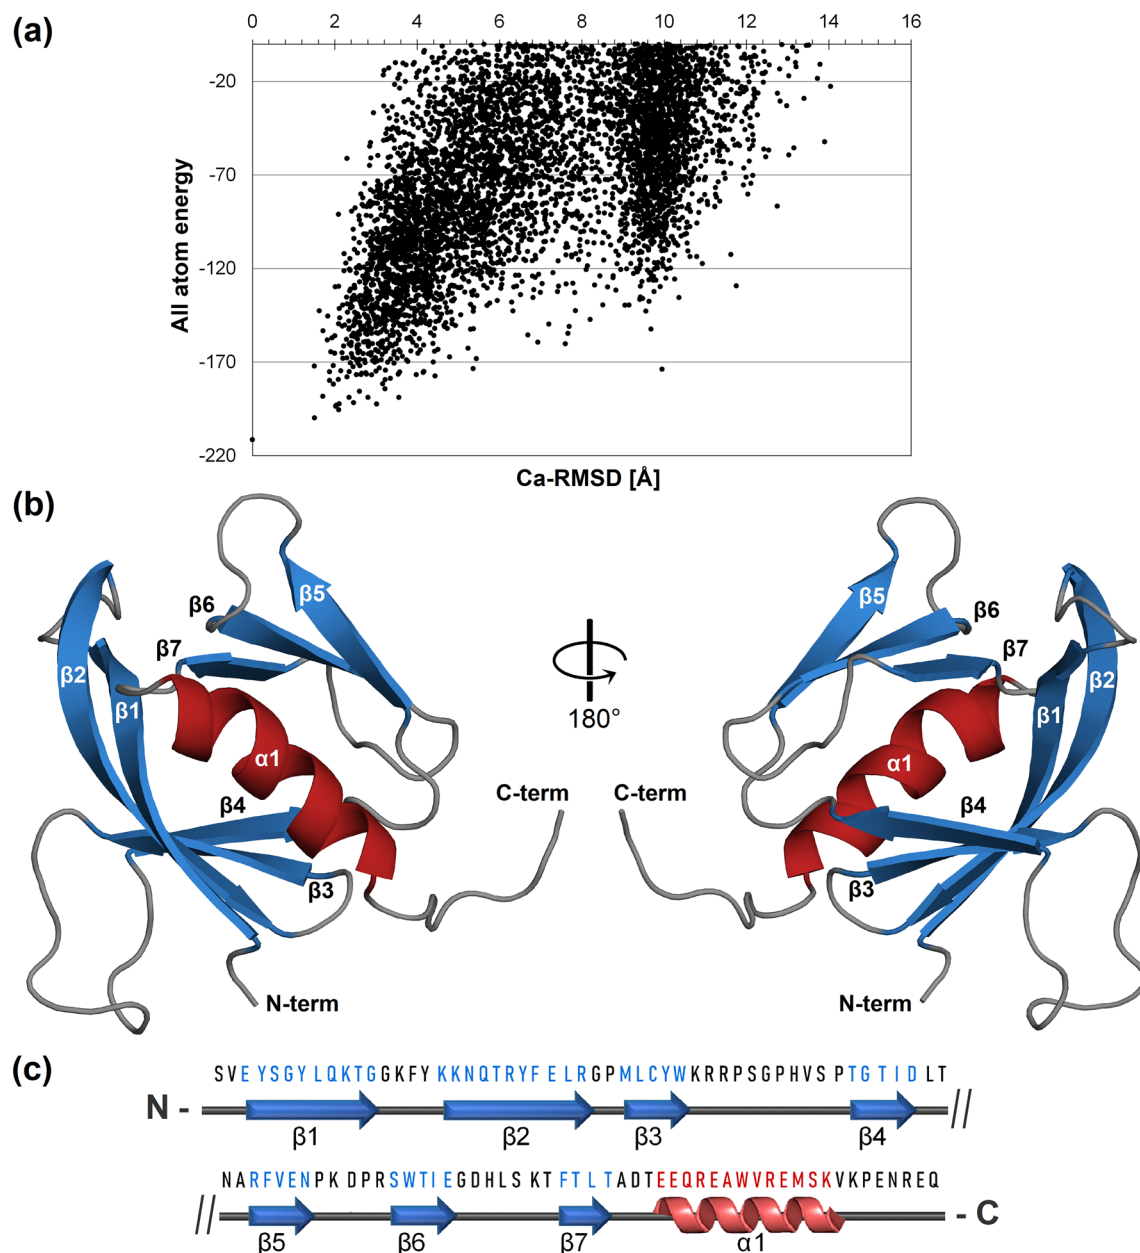 (a)
0 2 4 6 8 10 12 14 16
-20
-70
-120
-170
-220
All atom energy
Ca-RMSD [Å]
(b)
β5
β6
β7
β2
β1
α1
β4
β3
C-term
N-term
180°
β5
β6
β7
β2
β1
α1
β4
β3
C-term
N-term
(c)
SVEYSGYLQKTGGKFYKKNQTRYFELRGPMLCYWKRRPSGPHVSPTGTIDLT
N -
β1 β2 β3 β4
NARFVENPKDPRSWTIEGDHLSKTFTLTADTEEQREAWVREMSKVKPENREQ
- C
β5 β6 β7 α1